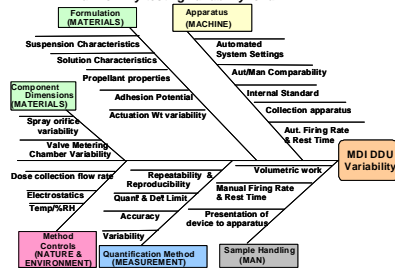 Formulation
(MATERIALS)
Apparatus
(MACHINE)
Suspension Characteristics
Solution Characteristics
Propellant properties
Adhesion Potential
Actuation Wt variability
Automated
System Settings
Aut/Man Comparability
Internal Standard
Collection apparatus
Aut. Firing Rate
& Rest Time
Component
Dimensions
(MATERIALS)
Spray orifice
variability
Valve Metering
Chamber Variability
MDI DDU
Variability
Dose collection flow rate
Electrostatics
Temp/%RH
Repeatability &
Reproducibility
Quant & Det Limit
Accuracy
Variability
Volumetric work
Manual Firing Rate
& Rest Time
Presentation of
device to apparatus
Method
Controls
(NATURE &
ENVIRONMENT)
Quantification Method
(MEASUREMENT)
Sample Handling
(MAN)